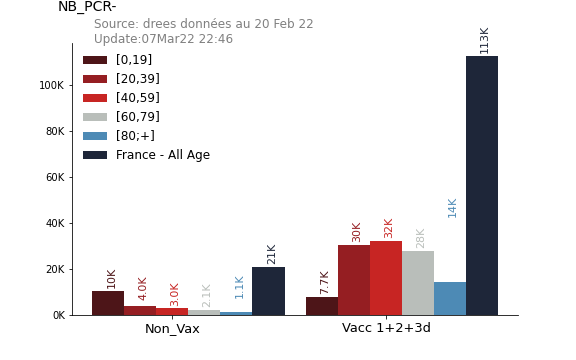 NB_PCR-
Source: drees données au 20 Feb 22
Update:07Mar22 22:46
[0,19]
[20,39]
[40,59]
[60,79]
[80;+]
France - All Age
100K
80K
60K
40K
20K
0K
10K
4.0K
3.0K
2.1K
1.1K
21K
7.7K
30K
32K
28K
14K
113K
Non_Vax
Vacc 1+2+3d